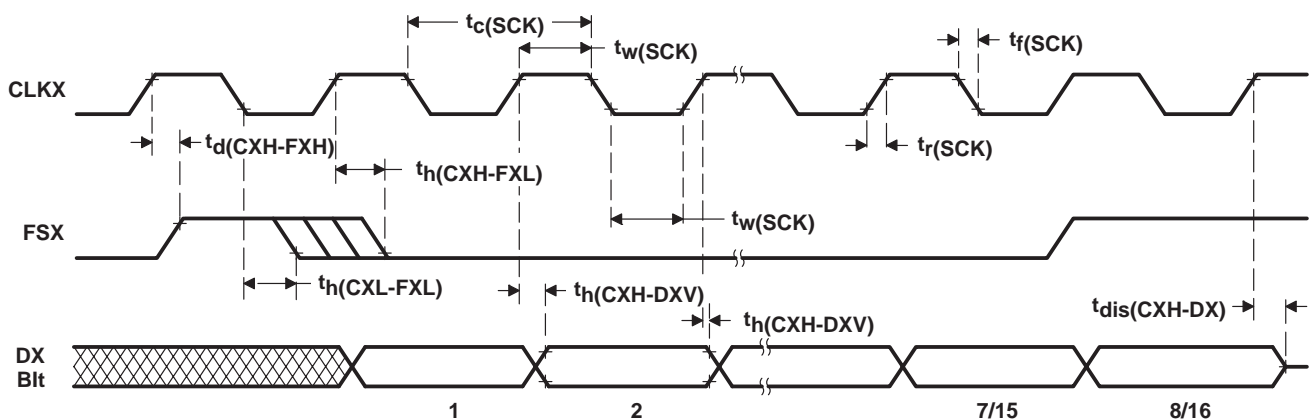 tc(SCK)
tw(SCK)
tf(SCK)
CLKX
td(CXH-FXH)
tr(SCK)
th(CXH-FXL)
tw(SCK)
FSX
th(CXL-FXL)
th(CXH-DXV)
tdis(CXH-DX)
th(CXH-DXV)
DX
BIt
1
2
7/15
8/16